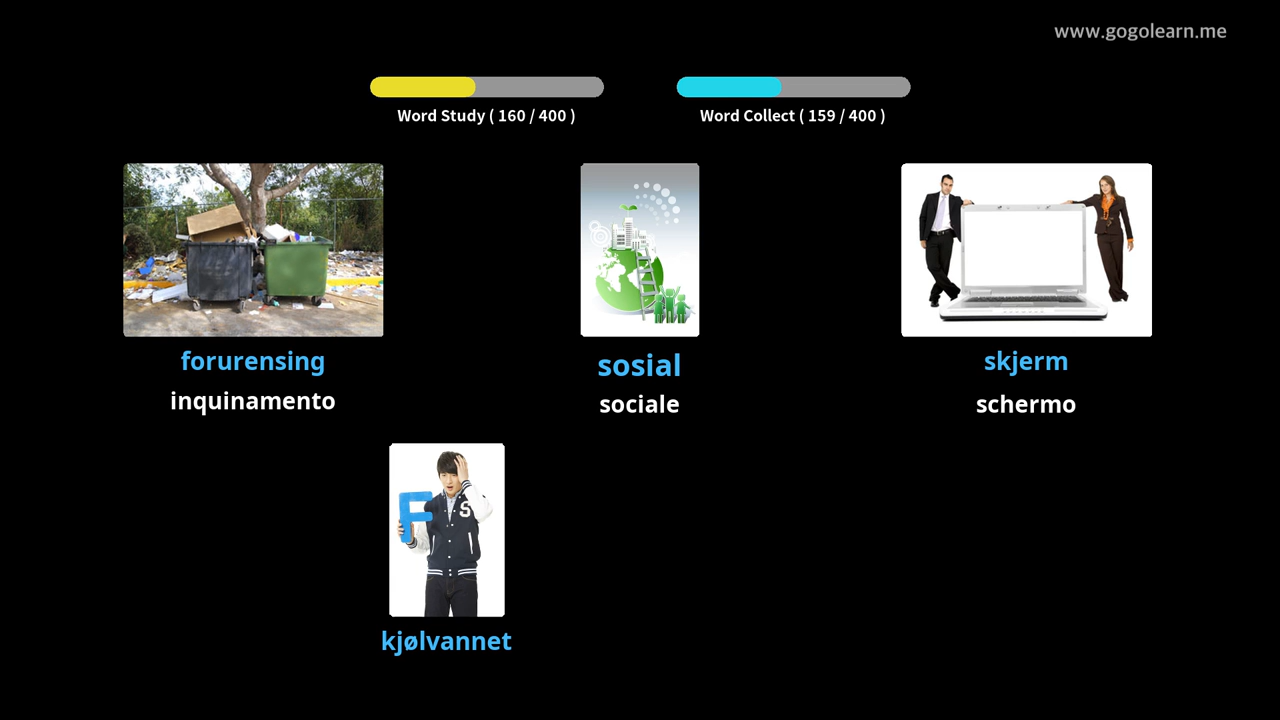 www.gogolearn.me
Word Study ( 160 / 400 )
Word Collect ( 159 / 400 )
forurensing
sosial
skjerm
inquinamento
sociale
schermo
F
S
kjølvannet